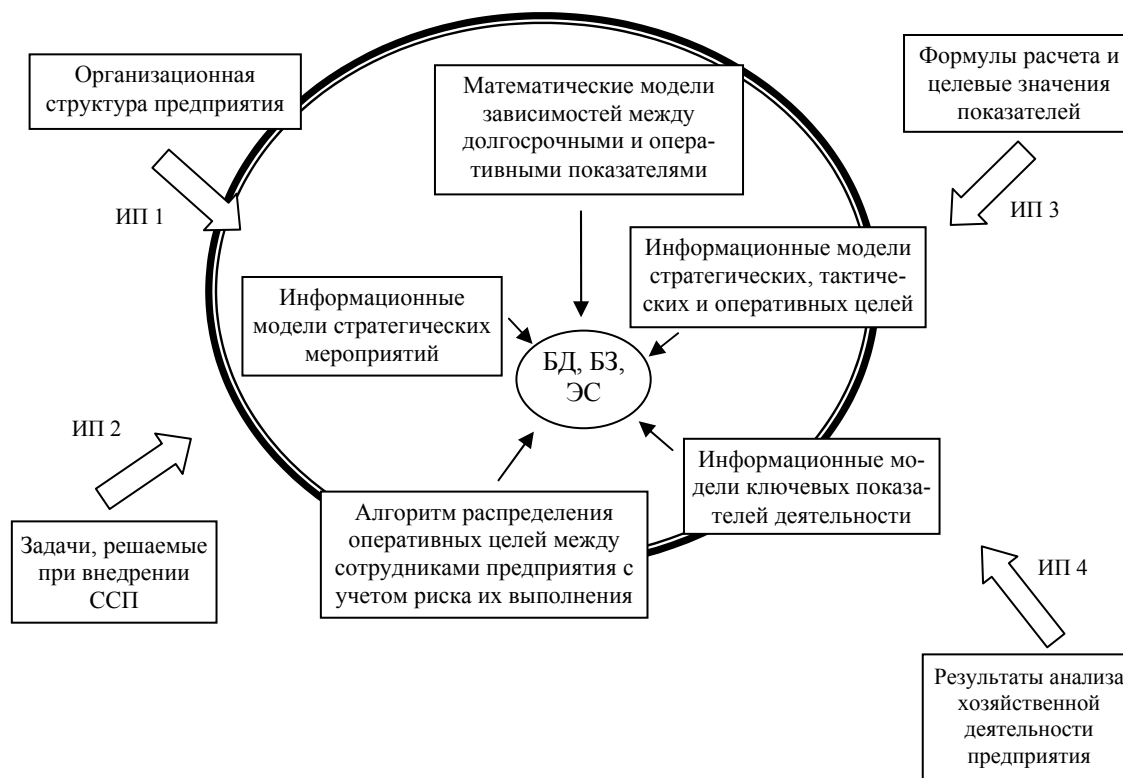 Организационная
структура предприятия
Математические модели
зависимостей между
долгосрочными и опера-
тивными показателями
Формулы расчета и
целевые значения
показателей
ИП 1
ИП 3
Информационные модели
стратегических, тактиче-
ских и оперативных целей
Информационные
модели стратегических
мероприятий
БД, БЗ,
ЭС
ИП 2
Информационные мо-
дели ключевых показа-
телей деятельности
Алгоритм распределения
оперативных целей между
сотрудниками предприятия с
учетом риска их выполнения
Задачи, решаемые
при внедрении
ССП
ИП 4
Результаты анализа
хозяйственной
деятельности
предприятия